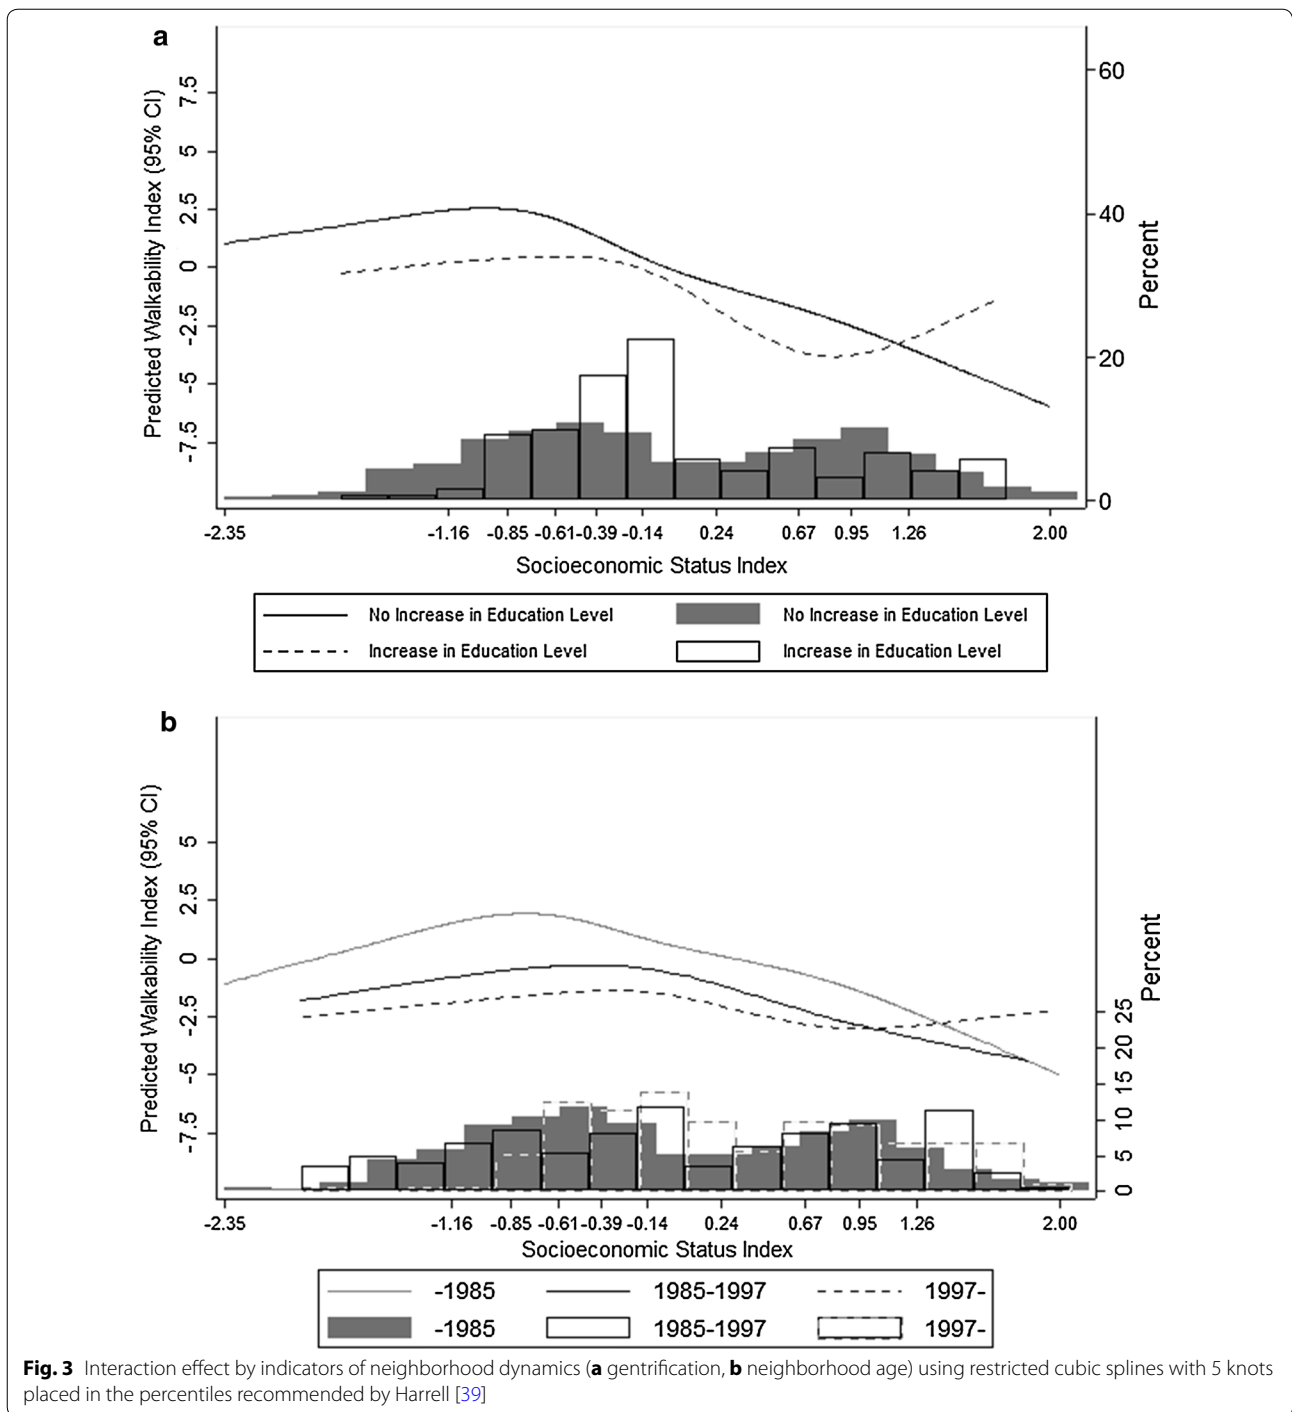 a
Predicted Walkability Index (95% CI)
7.5
5
2.5
0
-2.5
-5
-7.5
60
40
20
0
Percent
-2.35 -1.16 -0.85 -0.61 -0.39 -0.14 0.24 0.67 0.95 1.26 2.00
Socioeconomic Status Index
No Increase in Education Level No Increase in Education Level
Increase in Education Level Increase in Education Level
b
Predicted Walkability Index (95% CI)
5
2.5
0
-2.5
-5
-7.5
25
20
15
10
5
0
Percent
-2.35 -1.16 -0.85 -0.61 -0.39 -0.14 0.24 0.67 0.95 1.26 2.00
Socioeconomic Status Index
-1985 1985-1997 1997-
-1985 1985-1997 1997-
Fig. 3 Interaction effect by indicators of neighborhood dynamics (a gentrification, b neighborhood age) using restricted cubic splines with 5 knots
placed in the percentiles recommended by Harrell [39]